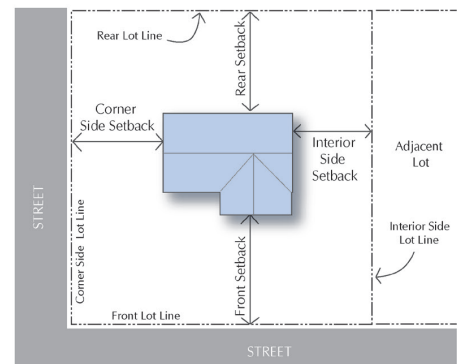 Rear Lot Line
Rear Setback
Corner
Side Setback
Interior
Side
Setback
Adjacent
Lot
STREET
Corner Side Lot Line
Front Setback
Interior Side
Lot Line
Front Lot Line
STREET